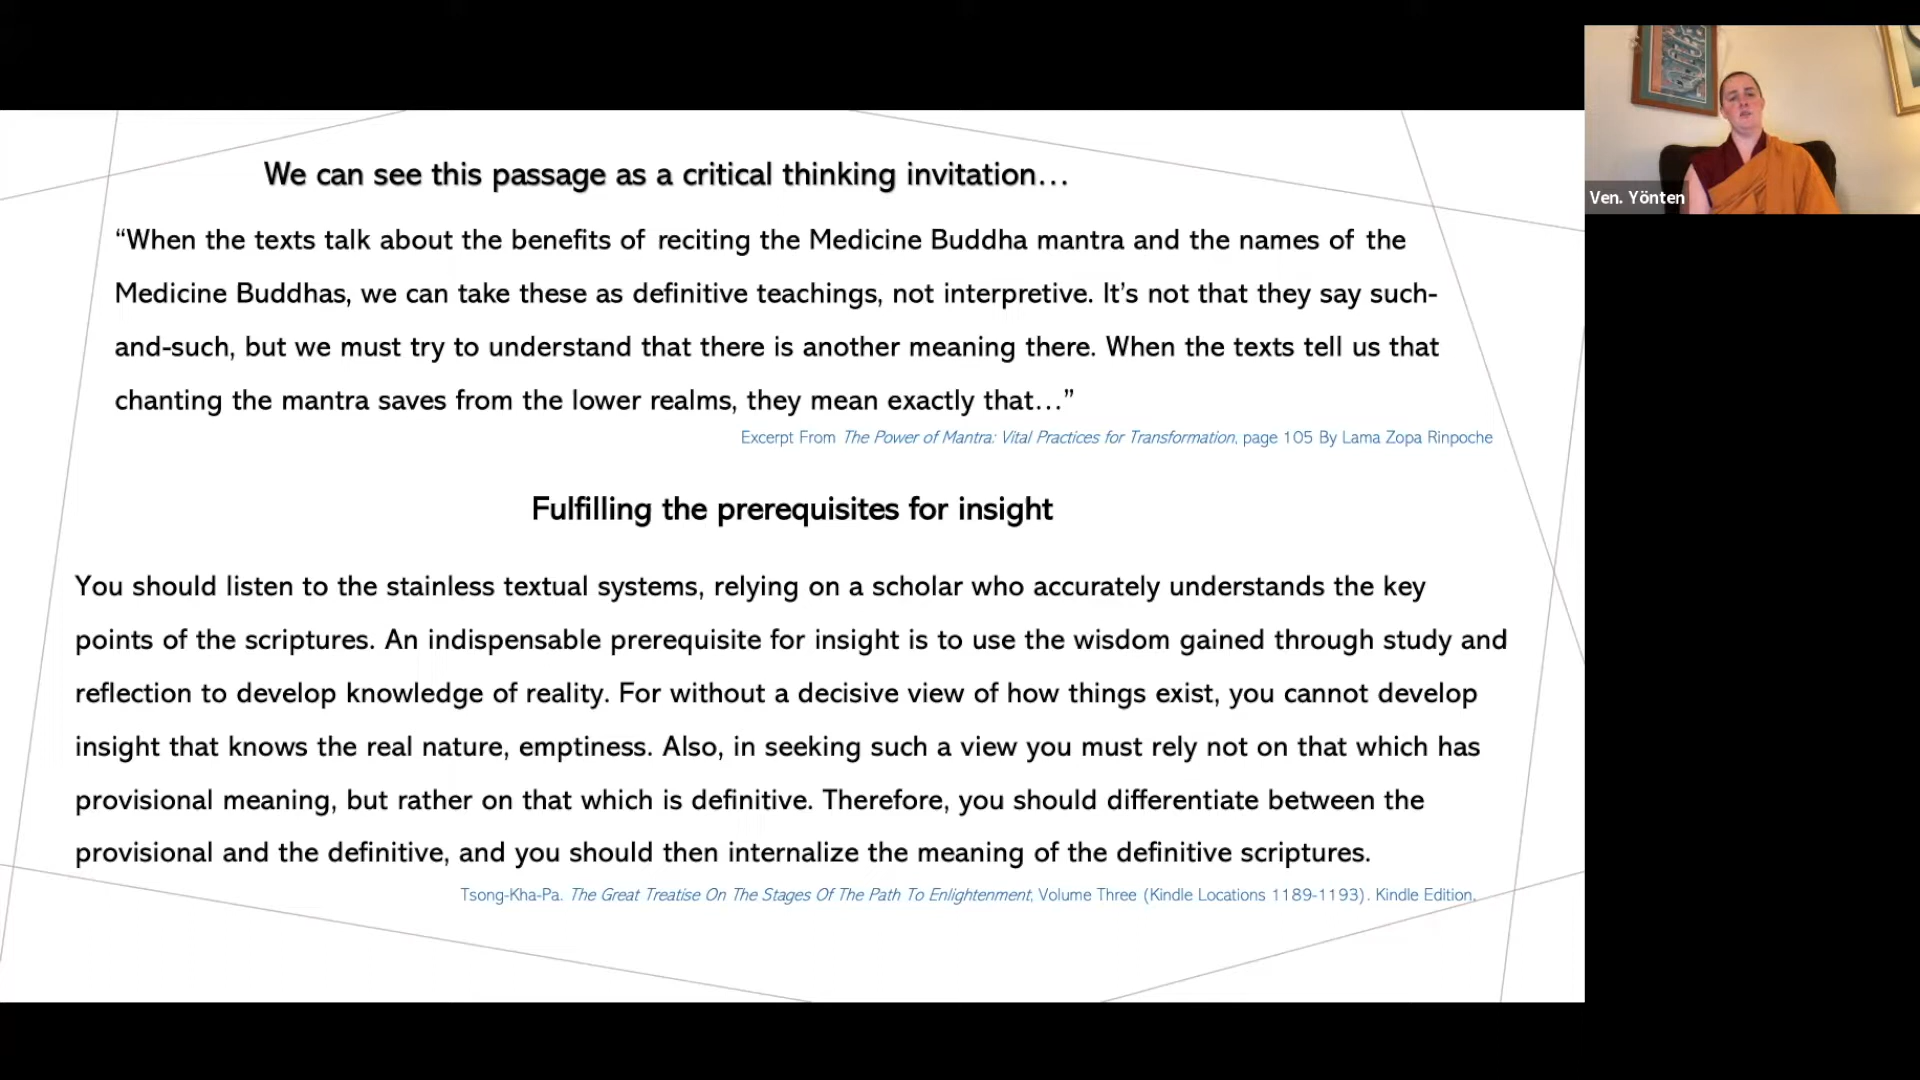 We can see this passage as a critical thinking invitation…
“When the texts talk about the benefits of reciting the Medicine Buddha mantra and the names of the
Medicine Buddhas, we can take these as definitive teachings, not interpretive. It’s not that they say such-
and-such, but we must try to understand that there is another meaning there. When the texts tell us that
chanting the mantra saves from the lower realms, they mean exactly that…”
Excerpt From The Power of Mantra: Vital Practices for Transformation, page 105 By Lama Zopa Rinpoche
Fulfilling the prerequisites for insight
You should listen to the stainless textual systems, relying on a scholar who accurately understands the key
points of the scriptures. An indispensable prerequisite for insight is to use the wisdom gained through study and
reflection to develop knowledge of reality. For without a decisive view of how things exist, you cannot develop
insight that knows the real nature, emptiness. Also, in seeking such a view you must rely not on that which has
provisional meaning, but rather on that which is definitive. Therefore, you should differentiate between the
provisional and the definitive, and you should then internalize the meaning of the definitive scriptures.
Tsong-Kha-Pa. The Great Treatise On The Stages Of The Path To Enlightenment, Volume Three (Kindle Locations 1189-1193). Kindle Edition.
Ven. Yönten